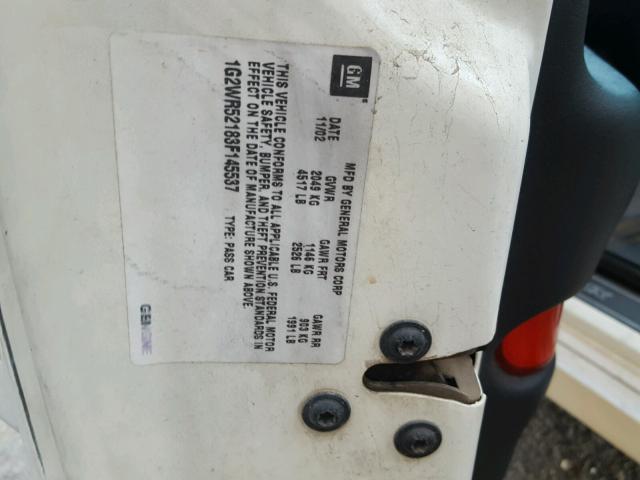 GM
MFD BY GENERAL MOTORS CORP
DATE GVWR GAWR FRT GAWR RR
11/02 2049 KG 1146 KG 903 KG
4517 LB 2526 LB 1991 LB
THIS VEHICLE CONFORMS TO ALL APPLICABLE U.S. FEDERAL MOTOR
VEHICLE SAFETY, BUMPER, AND THEFT PREVENTION STANDARDS IN
EFFECT ON THE DATE OF MANUFACTURE SHOWN ABOVE.
1G2WR52183F145537 TYPE: PASS CAR